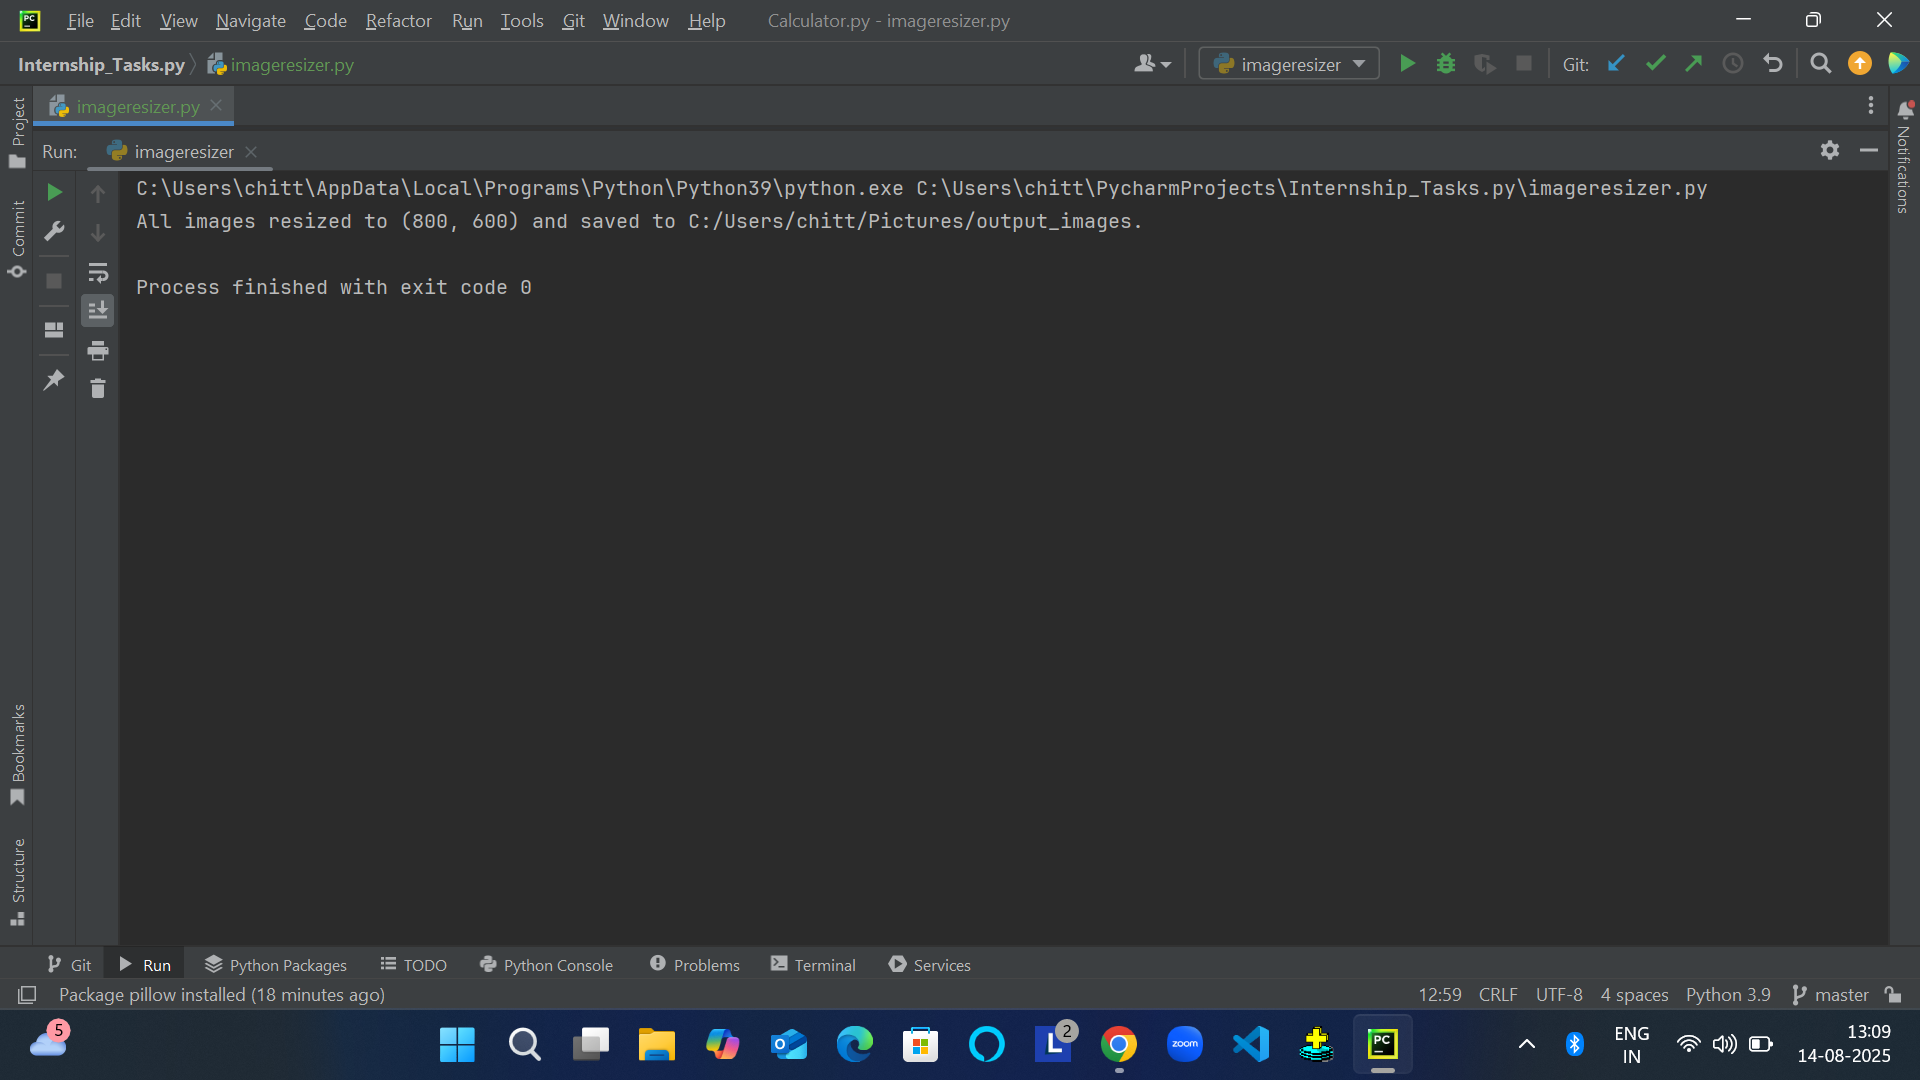 File Edit View Navigate Code Refactor Run Tools Git Window Help Calculator.py - imageresizer.py
Internship_Tasks.py imageresizer.py imageresizer Git:
imageresizer.py
Run: imageresizer
C:\Users\chitt\AppData\Local\Programs\Python\Python39\python.exe C:\Users\chitt\PycharmProjects\Internship_Tasks.py\imageresizer.py
All images resized to (800, 600) and saved to C:/Users/chitt/Pictures/output_images.
Process finished with exit code 0
Project
Commit
Bookmarks
Structure
Notifications
Git Run Python Packages TODO Python Console Problems Terminal Services
Package pillow installed (18 minutes ago) 12:59 CRLF UTF-8 4 spaces Python 3.9 master
5
2
L
zoom
PC
ENG
IN
13:09
14-08-2025